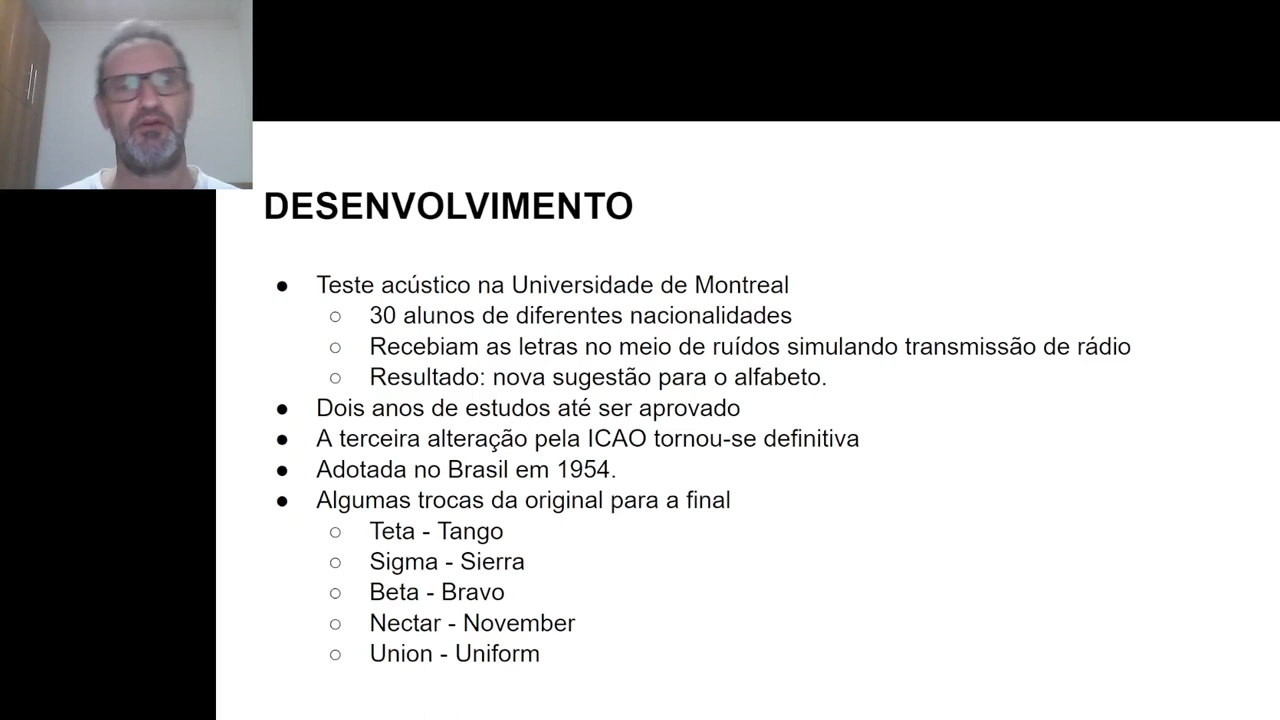 DESENVOLVIMENTO
● Teste acústico na Universidade de Montreal
○ 30 alunos de diferentes nacionalidades
○ Recebiam as letras no meio de ruídos simulando transmissão de rádio
○ Resultado: nova sugestão para o alfabeto.
● Dois anos de estudos até ser aprovado
● A terceira alteração pela ICAO tornou-se definitiva
● Adotada no Brasil em 1954.
● Algumas trocas da original para a final
○ Teta - Tango
○ Sigma - Sierra
○ Beta - Bravo
○ Nectar - November
○ Union - Uniform